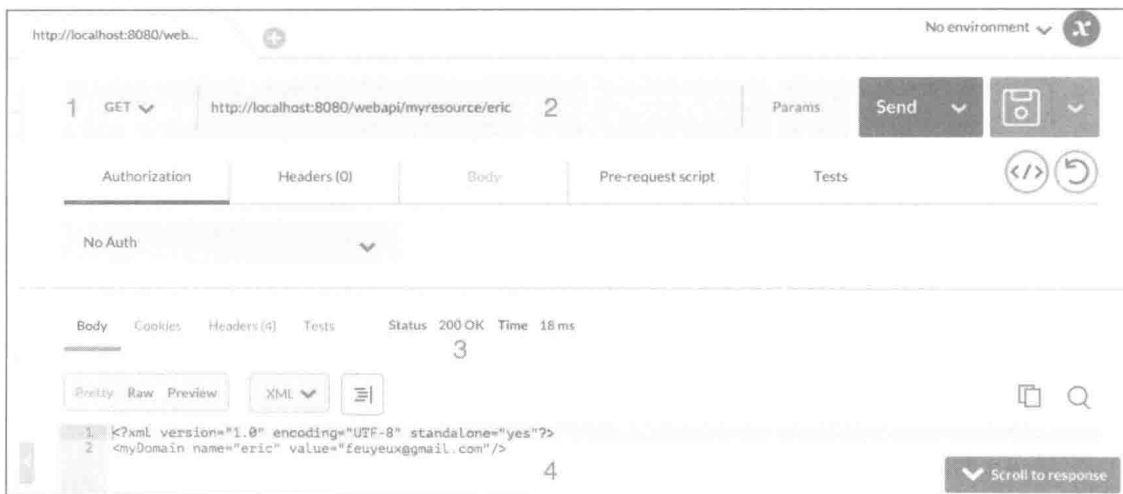 http://localhost:8080/web...
No environment
1 GET http://localhost:8080/webapi/myresource/eric 2 Params Send
Authorization Headers (0) Body Pre-request script Tests
</>
No Auth
Body Cookies Headers (4) Tests Status 200 OK Time 18 ms
3
Pretty Raw Preview XML
1 <?xml version="1.0" encoding="UTF-8" standalone="yes"?>
2 <myDomain name="eric" value="feuyeux@gmail.com"/>
4
Scroll to response